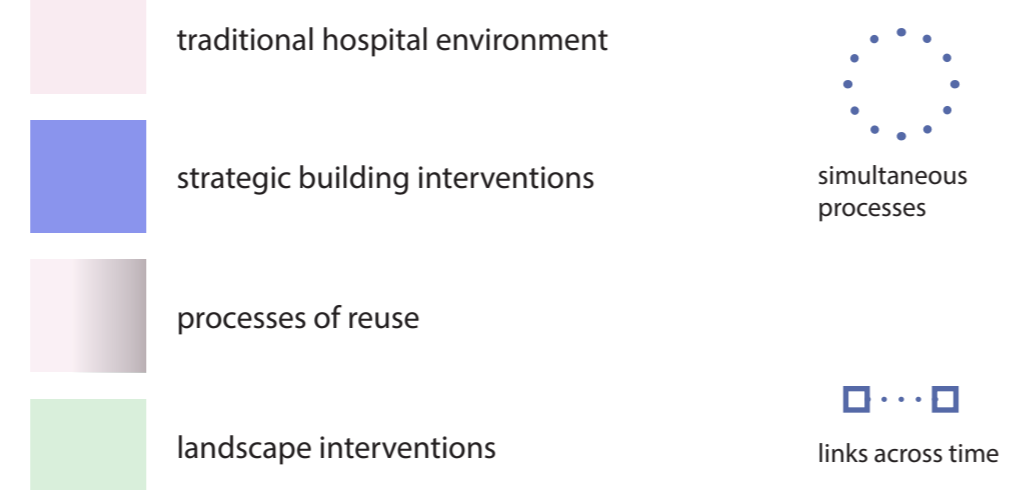 traditional hospital environment
strategic building interventions
processes of reuse
landscape interventions
simultaneous
processes
links across time